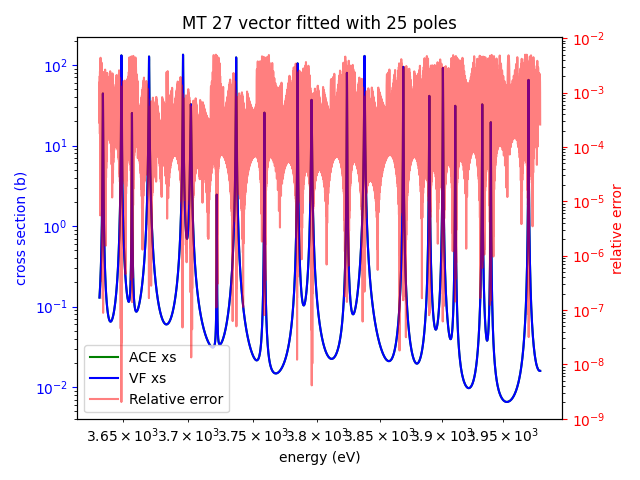 MT 27 vector fitted with 25 poles
10²
10¹
10⁰
10⁻¹
10⁻²
cross section (b)
10⁻²
10⁻³
10⁻⁴
10⁻⁵
10⁻⁶
10⁻⁷
10⁻⁸
10⁻⁹
relative error
ACE xs
VF xs
Relative error
3.65 × 10³ 3.7 × 10³ 3.75 × 10³ 3.8 × 10³ 3.85 × 10³ 3.9 × 10³ 3.95 × 10³
energy (eV)